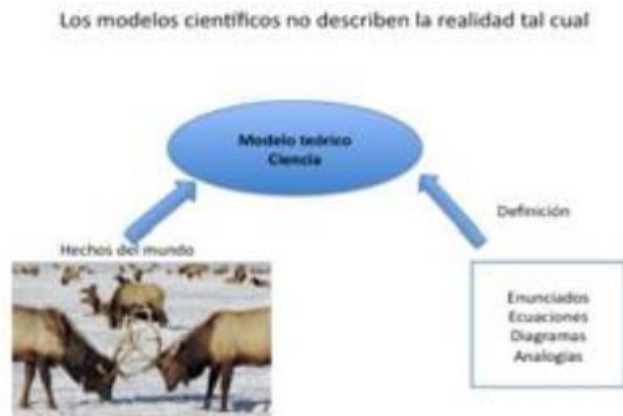 Los modelos científicos no describen la realidad tal cual
Modelo teórico
Ciencia
Definición
Hechos del mundo
Enunciados
Ecuaciones
Diagramas
Analogías